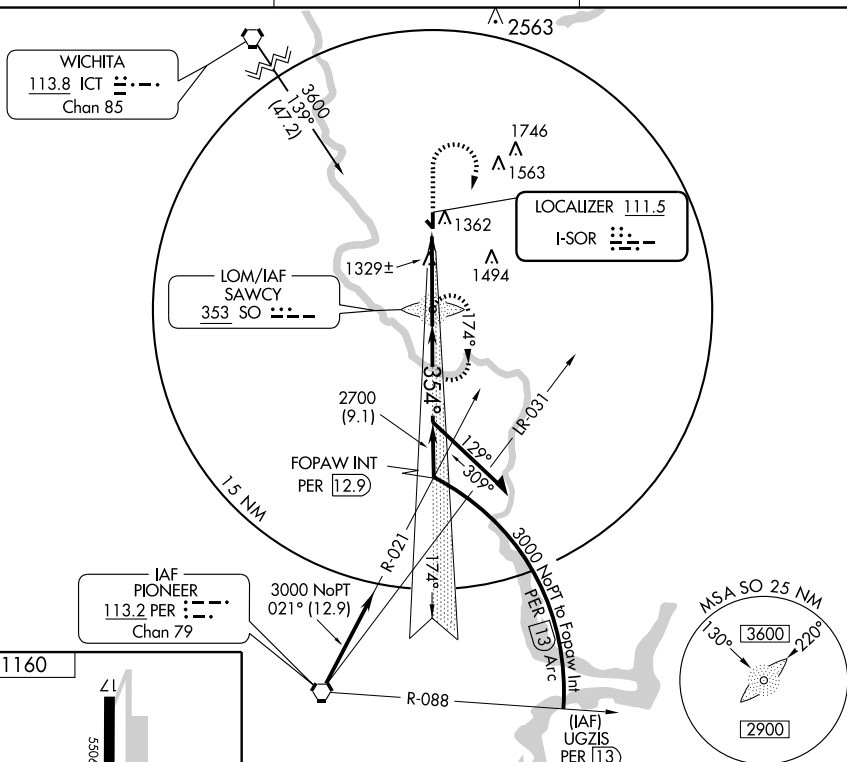 2563
WICHITA
113.8 ICT
Chan 85
3600
139°
(47.2)
1746
1563
LOCALIZER 111.5
I-SOR
1362
1329±
1494
LOM/IAF
SAWCY
353 SO
174°
354°
2700
(9.1)
LR-031
129°
309°
FOPAW INT
PER 12.9
15 NM
R-021
3000 NoPT to Fopaw Int
PER 13 Arc
174°
IAF
PIONEER
113.2 PER
Chan 79
3000 NoPT
021° (12.9)
MSA SO 25 NM
130°
3600
220°
2900
R-088
(IAF)
UGZIS
PER 13
1160
17